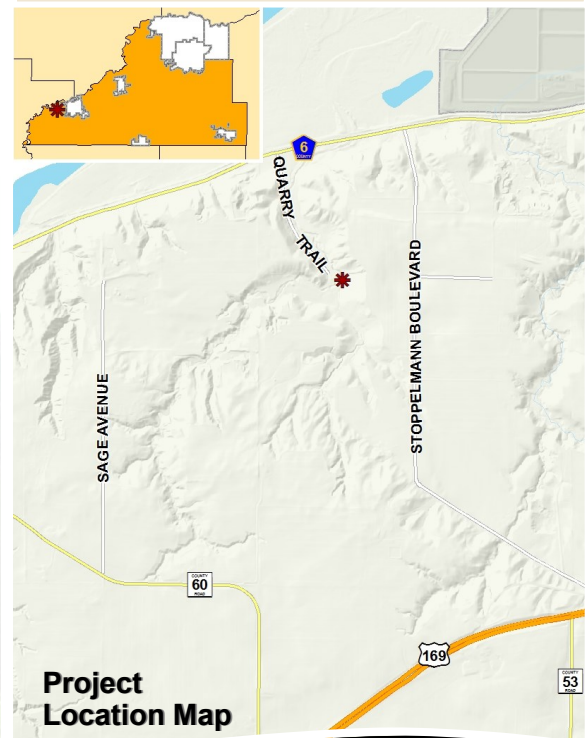 6
COUNTY
QUARRY TRAIL
STOPPELMANN BOULEVARD
SAGE AVENUE
COUNTY
60
ROAD
169
COUNTY
53
ROAD
Project
Location Map